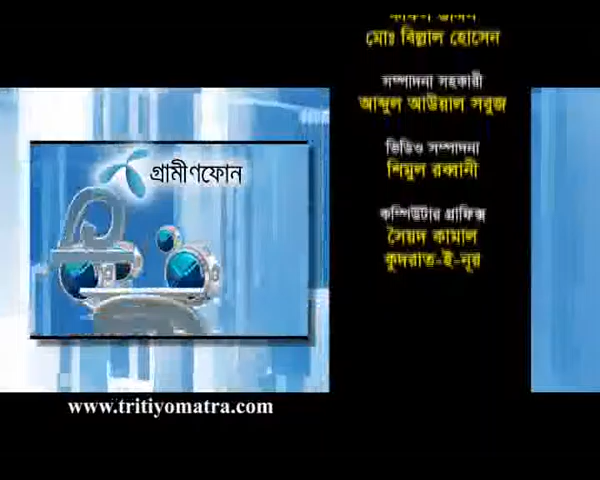 গ্রামীণফোন
www.tritiyomatra.com
মোঃ বিল্লাল হোসেন
সম্পাদনা সহকারী
আব্দুল আউয়াল সবুজ
ভিডিও সম্পাদনা
শিমুল রব্বানী
কম্পিউটার গ্রাফিক্স
সৈয়দ কামাল
কুদরাত-ই-নূর